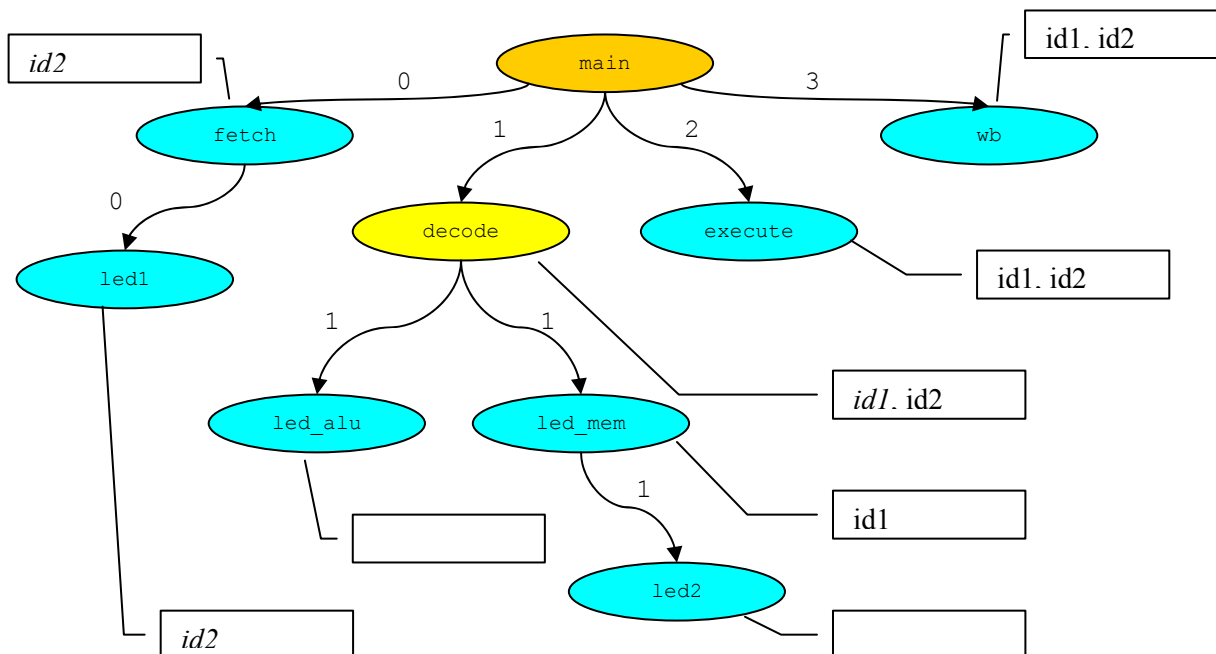 id1. id2
id2
main
0
3
fetch
1
2
wb
0
decode
execute
led1
id1. id2
1
1
id1. id2
led_alu
led_mem
1
id1
led2
id2